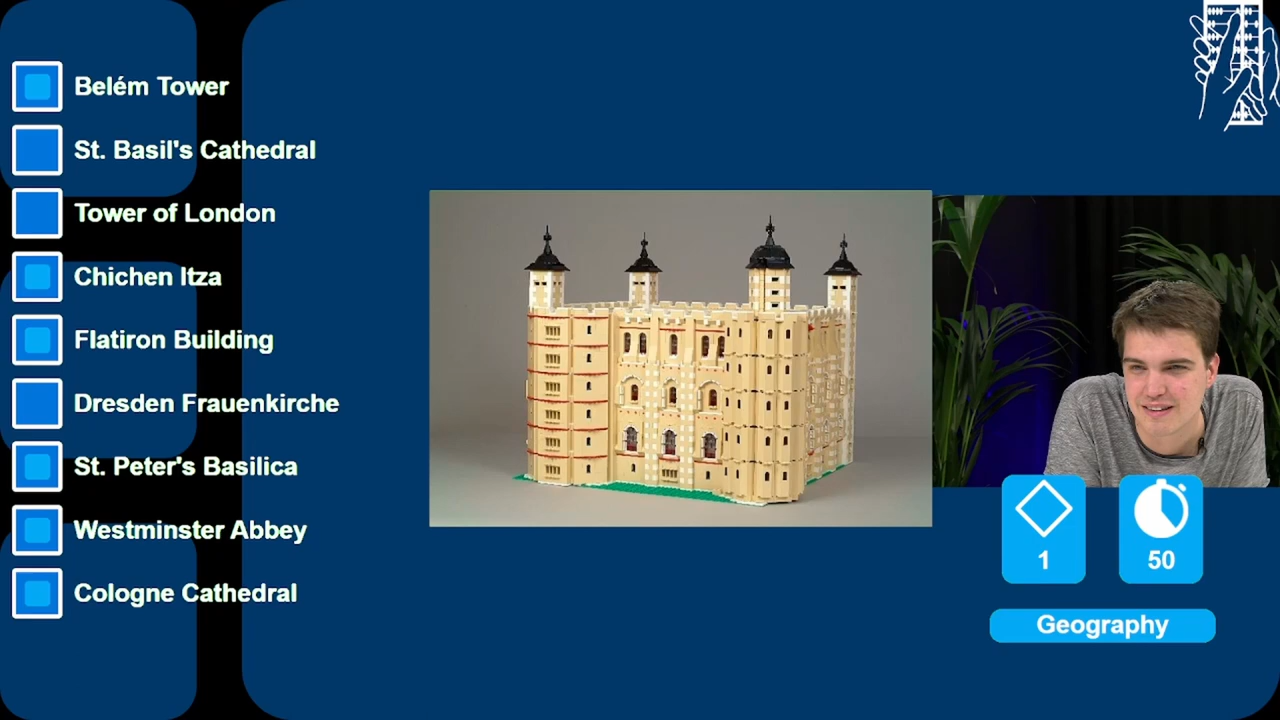 Belém Tower
St. Basil's Cathedral
Tower of London
Chichen Itza
Flatiron Building
Dresden Frauenkirche
St. Peter's Basilica
Westminster Abbey
Cologne Cathedral
1
50
Geography